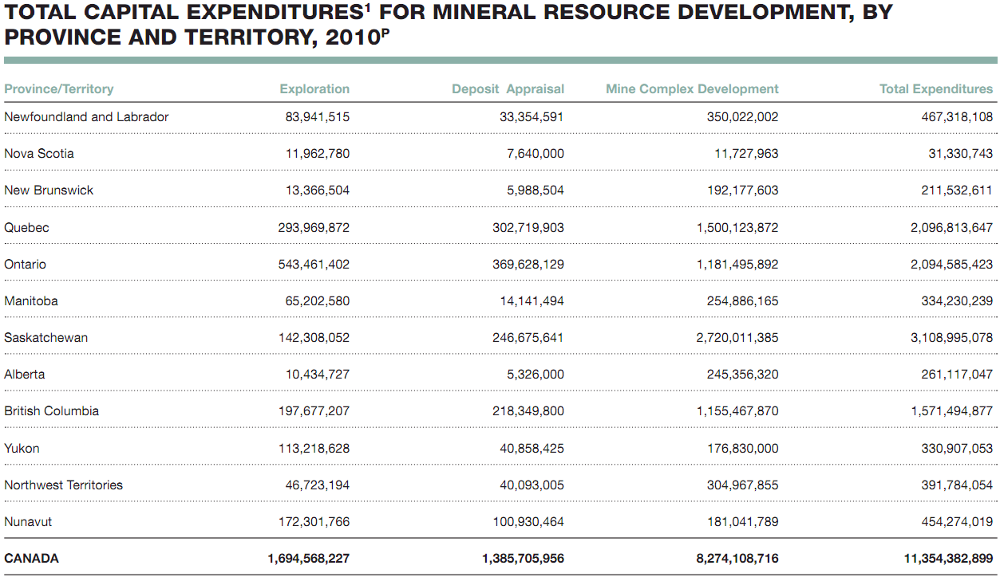 TOTAL CAPITAL EXPENDITURES¹ FOR MINERAL RESOURCE DEVELOPMENT, BY
PROVINCE AND TERRITORY, 2010ᴾ
Province/Territory Exploration Deposit Appraisal Mine Complex Development Total Expenditures
Newfoundland and Labrador 83,941,515 33,354,591 350,022,002 467,318,108
Nova Scotia 11,962,780 7,640,000 11,727,963 31,330,743
New Brunswick 13,366,504 5,988,504 192,177,603 211,532,611
Quebec 293,969,872 302,719,903 1,500,123,872 2,096,813,647
Ontario 543,461,402 369,628,129 1,181,495,892 2,094,585,423
Manitoba 65,202,580 14,141,494 254,886,165 334,230,239
Saskatchewan 142,308,052 246,675,641 2,720,011,385 3,108,995,078
Alberta 10,434,727 5,326,000 245,356,320 261,117,047
British Columbia 197,677,207 218,349,800 1,155,467,870 1,571,494,877
Yukon 113,218,628 40,858,425 176,830,000 330,907,053
Northwest Territories 46,723,194 40,093,005 304,967,855 391,784,054
Nunavut 172,301,766 100,930,464 181,041,789 454,274,019
CANADA 1,694,568,227 1,385,705,956 8,274,108,716 11,354,382,899